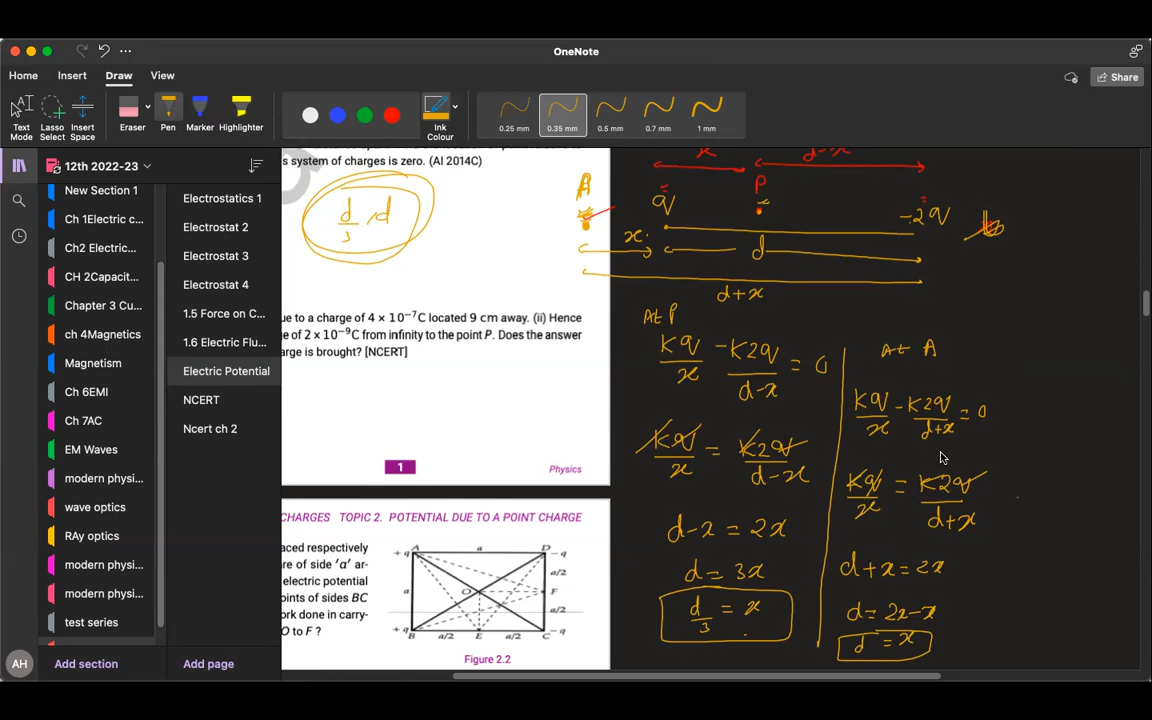 OneNote
Home Insert Draw View
Share
Text Mode
Lasso Select
Insert Space
Eraser
Pen
Marker
Highlighter
Ink Colour
0.25 mm
0.35 mm
0.5 mm
0.7 mm
1 mm
12th 2022-23
New Section 1
Ch 1Electric c...
Ch2 Electric...
CH 2Capacit...
Chapter 3 Cu...
ch 4Magnetics
Magnetism
Ch 6EMI
Ch 7AC
EM Waves
modern physi...
wave optics
RAy optics
modern physi...
modern physi...
test series
AH
Add section
Electrostatics 1
Electrostat 2
Electrostat 3
Electrostat 4
1.5 Force on C...
1.6 Electric Flu...
Electric Potential
NCERT
Ncert ch 2
Add page
s system of charges is zero. (AI 2014C)
d/3, d
ue to a charge of 4 × 10⁻⁷C located 9 cm away. (ii) Hence
e of 2 × 10⁻⁹C from infinity to the point P. Does the answer
arge is brought? [NCERT]
1
Physics
CHARGES TOPIC 2. POTENTIAL DUE TO A POINT CHARGE
aced respectively
are of side 'a' ar-
electric potential
points of sides BC
ork done in carry-
O to F ?
A a D
+ q - q
a/2
a O F
a/2
+ q - q
B a/2 E a/2 C
Figure 2.2
x d-x
A P
q -2q
x d
d+x
At P
Kq/x - K2q/d-x = 0
Kq/x = K2q/d-x
d-x = 2x
d = 3x
d/3 = x
At A
Kq/x - K2q/d+x = 0
Kq/x = K2q/d+x
d+x = 2x
d = 2x-x
d = x